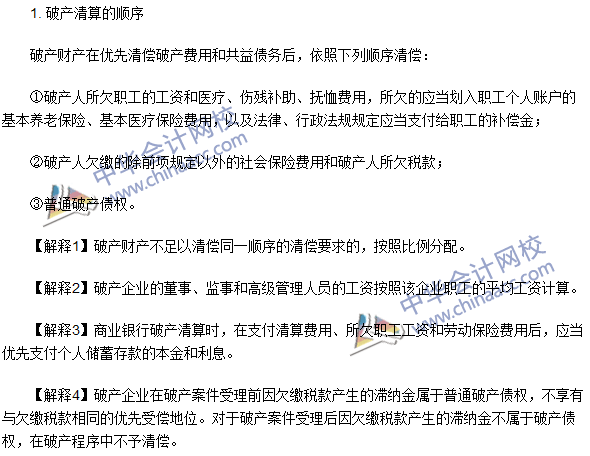 1. 破产清算的顺序
破产财产在优先清偿破产费用和共益债务后，依照下列顺序清偿：
①破产人所欠职工的工资和医疗、伤残补助、抚恤费用，所欠的应当划入职工个人账户的
基本养老保险、基本医疗保险费用，以及法律、行政法规规定应当支付给职工的补偿金；
②破产人欠缴的除前项规定以外的社会保险费用和破产人所欠税款；
③普通破产债权。
【解释1】破产财产不足以清偿同一顺序的清偿要求的，按照比例分配。
【解释2】破产企业的董事、监事和高级管理人员的工资按照该企业职工的平均工资计算。
【解释3】商业银行破产清算时，在支付清算费用、所欠职工工资和劳动保险费用后，应当
优先支付个人储蓄存款的本金和利息。
【解释4】破产企业在破产案件受理前因欠缴税款产生的滞纳金属于普通破产债权，不享有
与欠缴税款相同的优先受偿地位。对于破产案件受理后因欠缴税款产生的滞纳金不属于破产债
权，在破产程序中不予清偿。
中华会计网校
www.chinaacc.com
中华会计网校
www.chinaacc.com